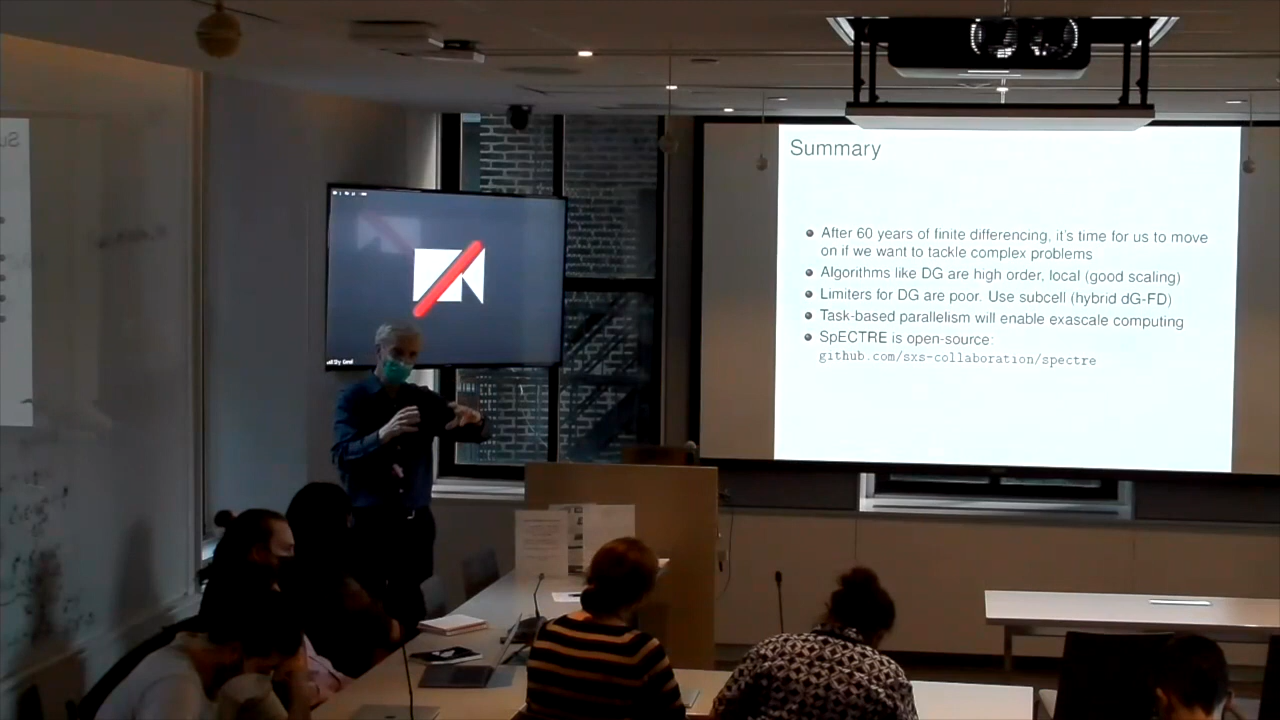 Summary
After 60 years of finite differencing, it's time for us to move
on if we want to tackle complex problems
Algorithms like DG are high order, local (good scaling)
Limiters for DG are poor. Use subcell (hybrid dG-FD)
Task-based parallelism will enable exascale computing
SpECTRE is open-source:
github.com/sxs-collaboration/spectre